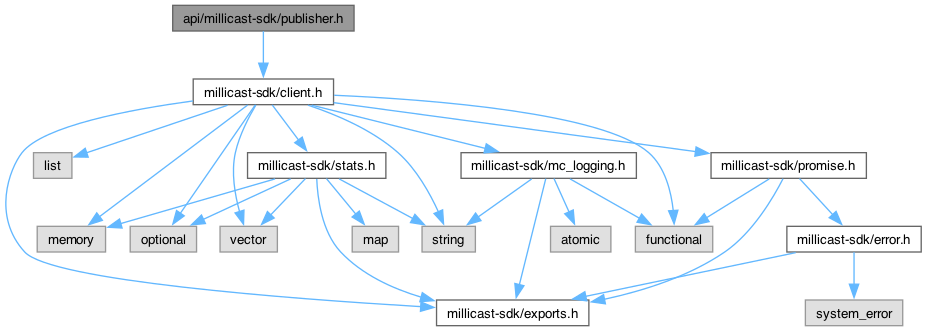 api/millicast-sdk/publisher.h
millicast-sdk/client.h
list
millicast-sdk/stats.h
millicast-sdk/mc_logging.h
millicast-sdk/promise.h
memory
optional
vector
map
string
atomic
functional
millicast-sdk/error.h
millicast-sdk/exports.h
system_error